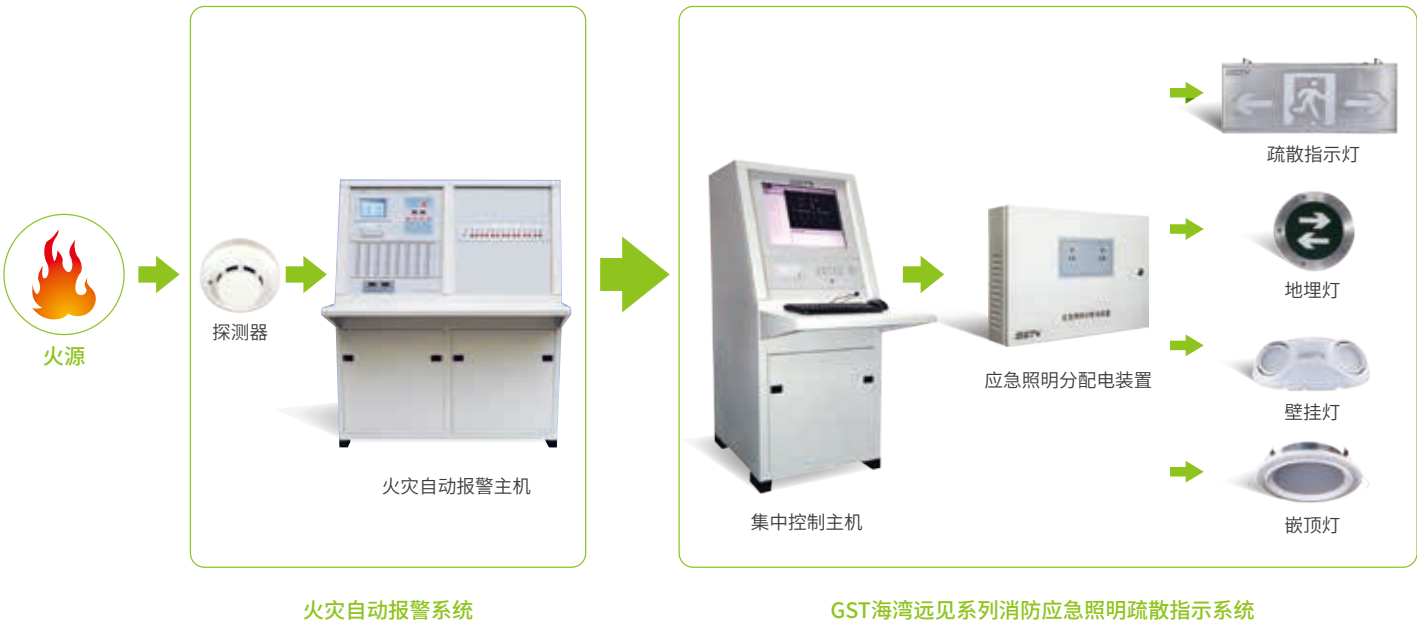 火源
探测器
火灾自动报警主机
集中控制主机
应急照明分配电装置
疏散指示灯
地埋灯
壁挂灯
嵌顶灯
火灾自动报警系统
GST海湾远见系列消防应急照明疏散指示系统